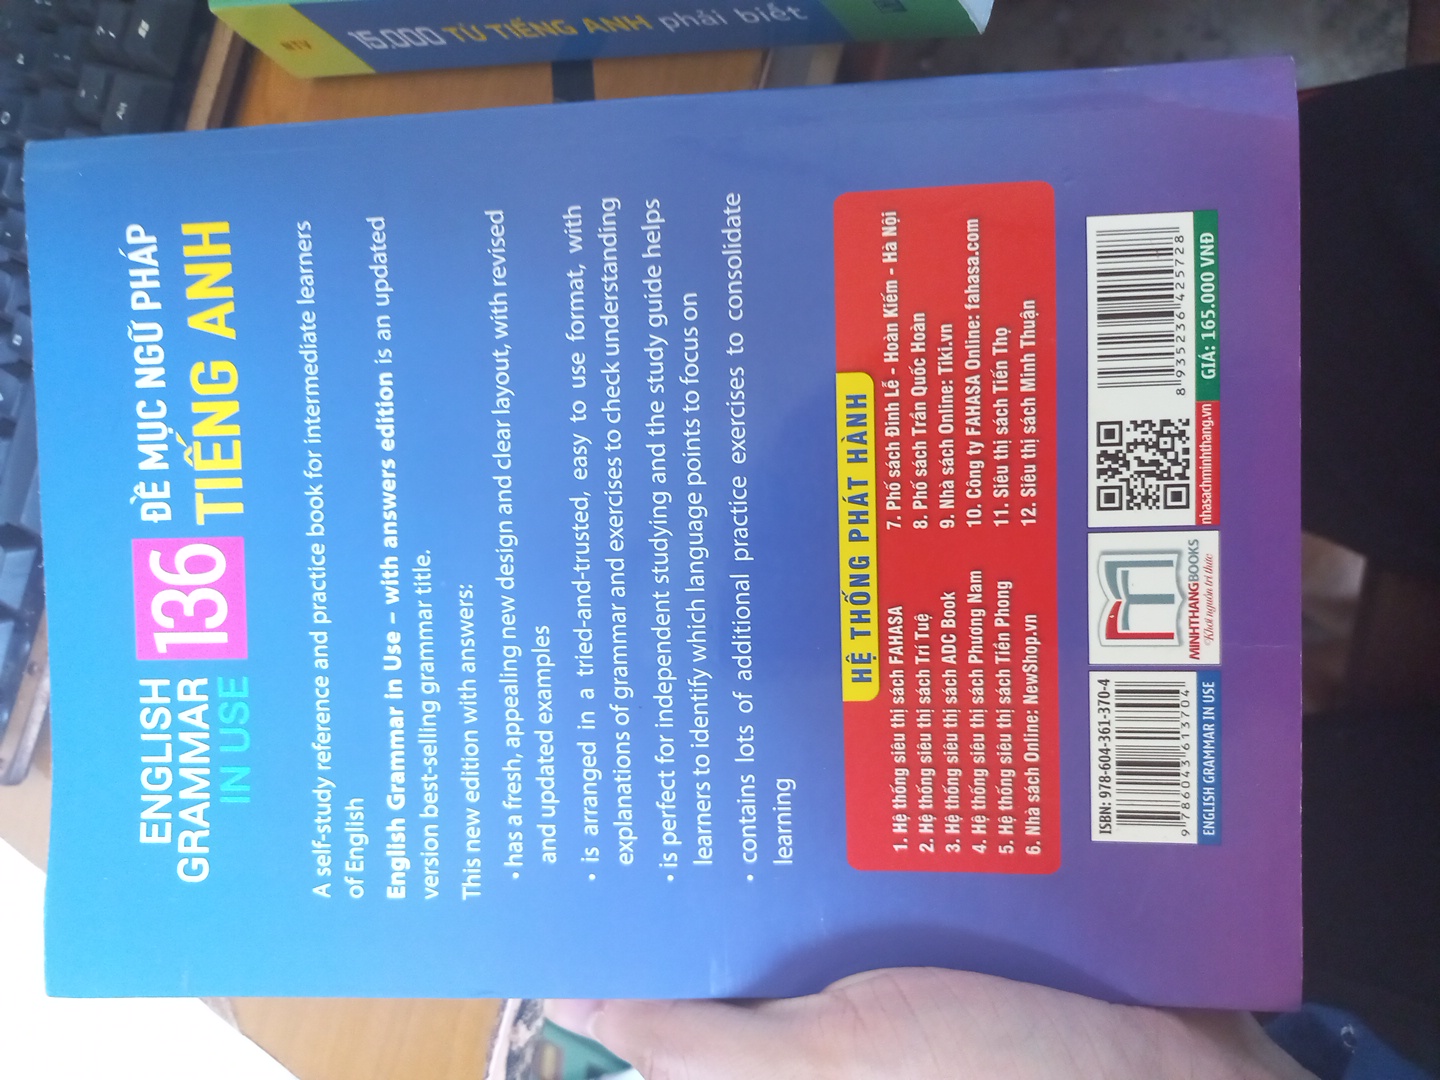 NTV 15.000 TỪ TIẾNG ANH phải biết
ENGLISH
GRAMMAR
IN USE
136
ĐỀ MỤC NGỮ PHÁP
TIẾNG ANH
A self-study reference and practice book for intermediate learners
of English
English Grammar in Use – with answers edition is an updated
version best-selling grammar title.
This new edition with answers:
• has a fresh, appealing new design and clear layout, with revised
and updated examples
• is arranged in a tried-and-trusted, easy to use format, with
explanations of grammar and exercises to check understanding
• is perfect for independent studying and the study guide helps
learners to identify which language points to focus on
• contains lots of additional practice exercises to consolidate
learning
HỆ THỐNG PHÁT HÀNH
1. Hệ thống siêu thị sách FAHASA
2. Hệ thống siêu thị sách Trí Tuệ
3. Hệ thống siêu thị sách ADC Book
4. Hệ thống siêu thị sách Phương Nam
5. Hệ thống siêu thị sách Tiền Phong
6. Nhà sách Online: NewShop.vn
7. Phố sách Đinh Lễ - Hoàn Kiếm - Hà Nội
8. Phố sách Trần Quốc Hoàn
9. Nhà sách Online: Tiki.vn
10. Công ty FAHASA Online: fahasa.com
11. Siêu thị sách Tiến Thọ
12. Siêu thị sách Minh Thuận
ISBN: 978-604-361-370-4
9 786043 613704
ENGLISH GRAMMAR IN USE
MINHTHANGBOOKS
Khơi nguồn tri thức
nhasachminhthang.vn
8 935236 425728
GIÁ: 165.000 VNĐ